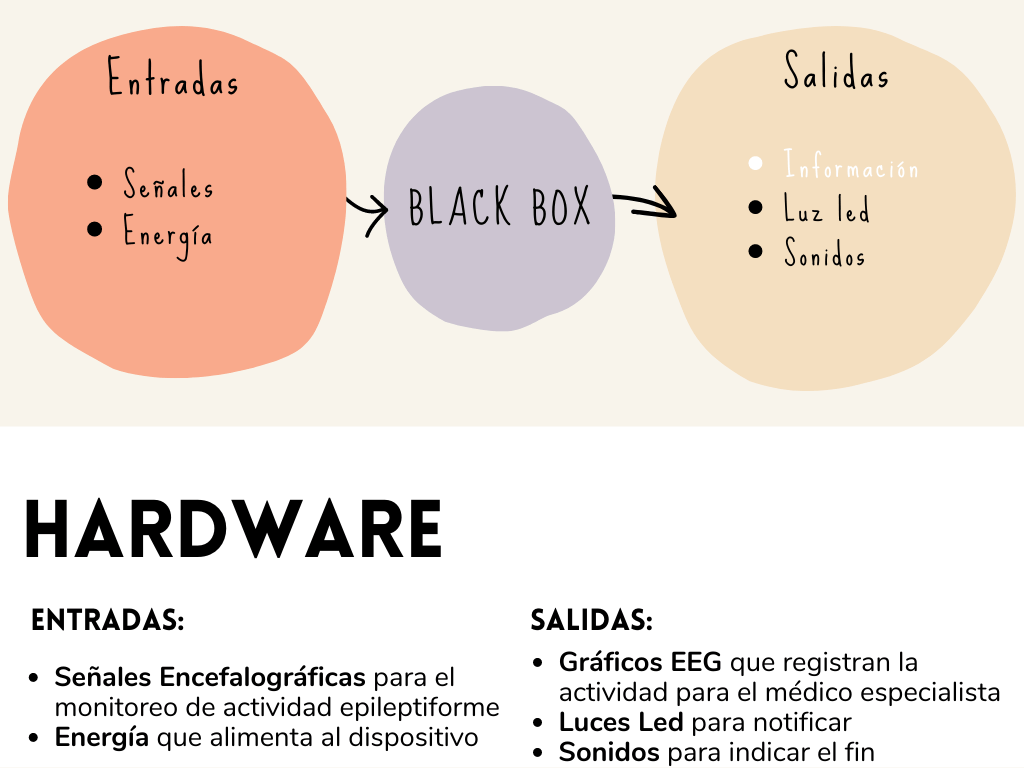 Entradas
Señales
Energía
BLACK BOX
Salidas
Información
Luz led
Sonidos
HARDWARE
ENTRADAS:
Señales Encefalográficas para el
monitoreo de actividad epileptiforme
Energía que alimenta al dispositivo
SALIDAS:
Gráficos EEG que registran la
actividad para el médico especialista
Luces Led para notificar
Sonidos para indicar el fin